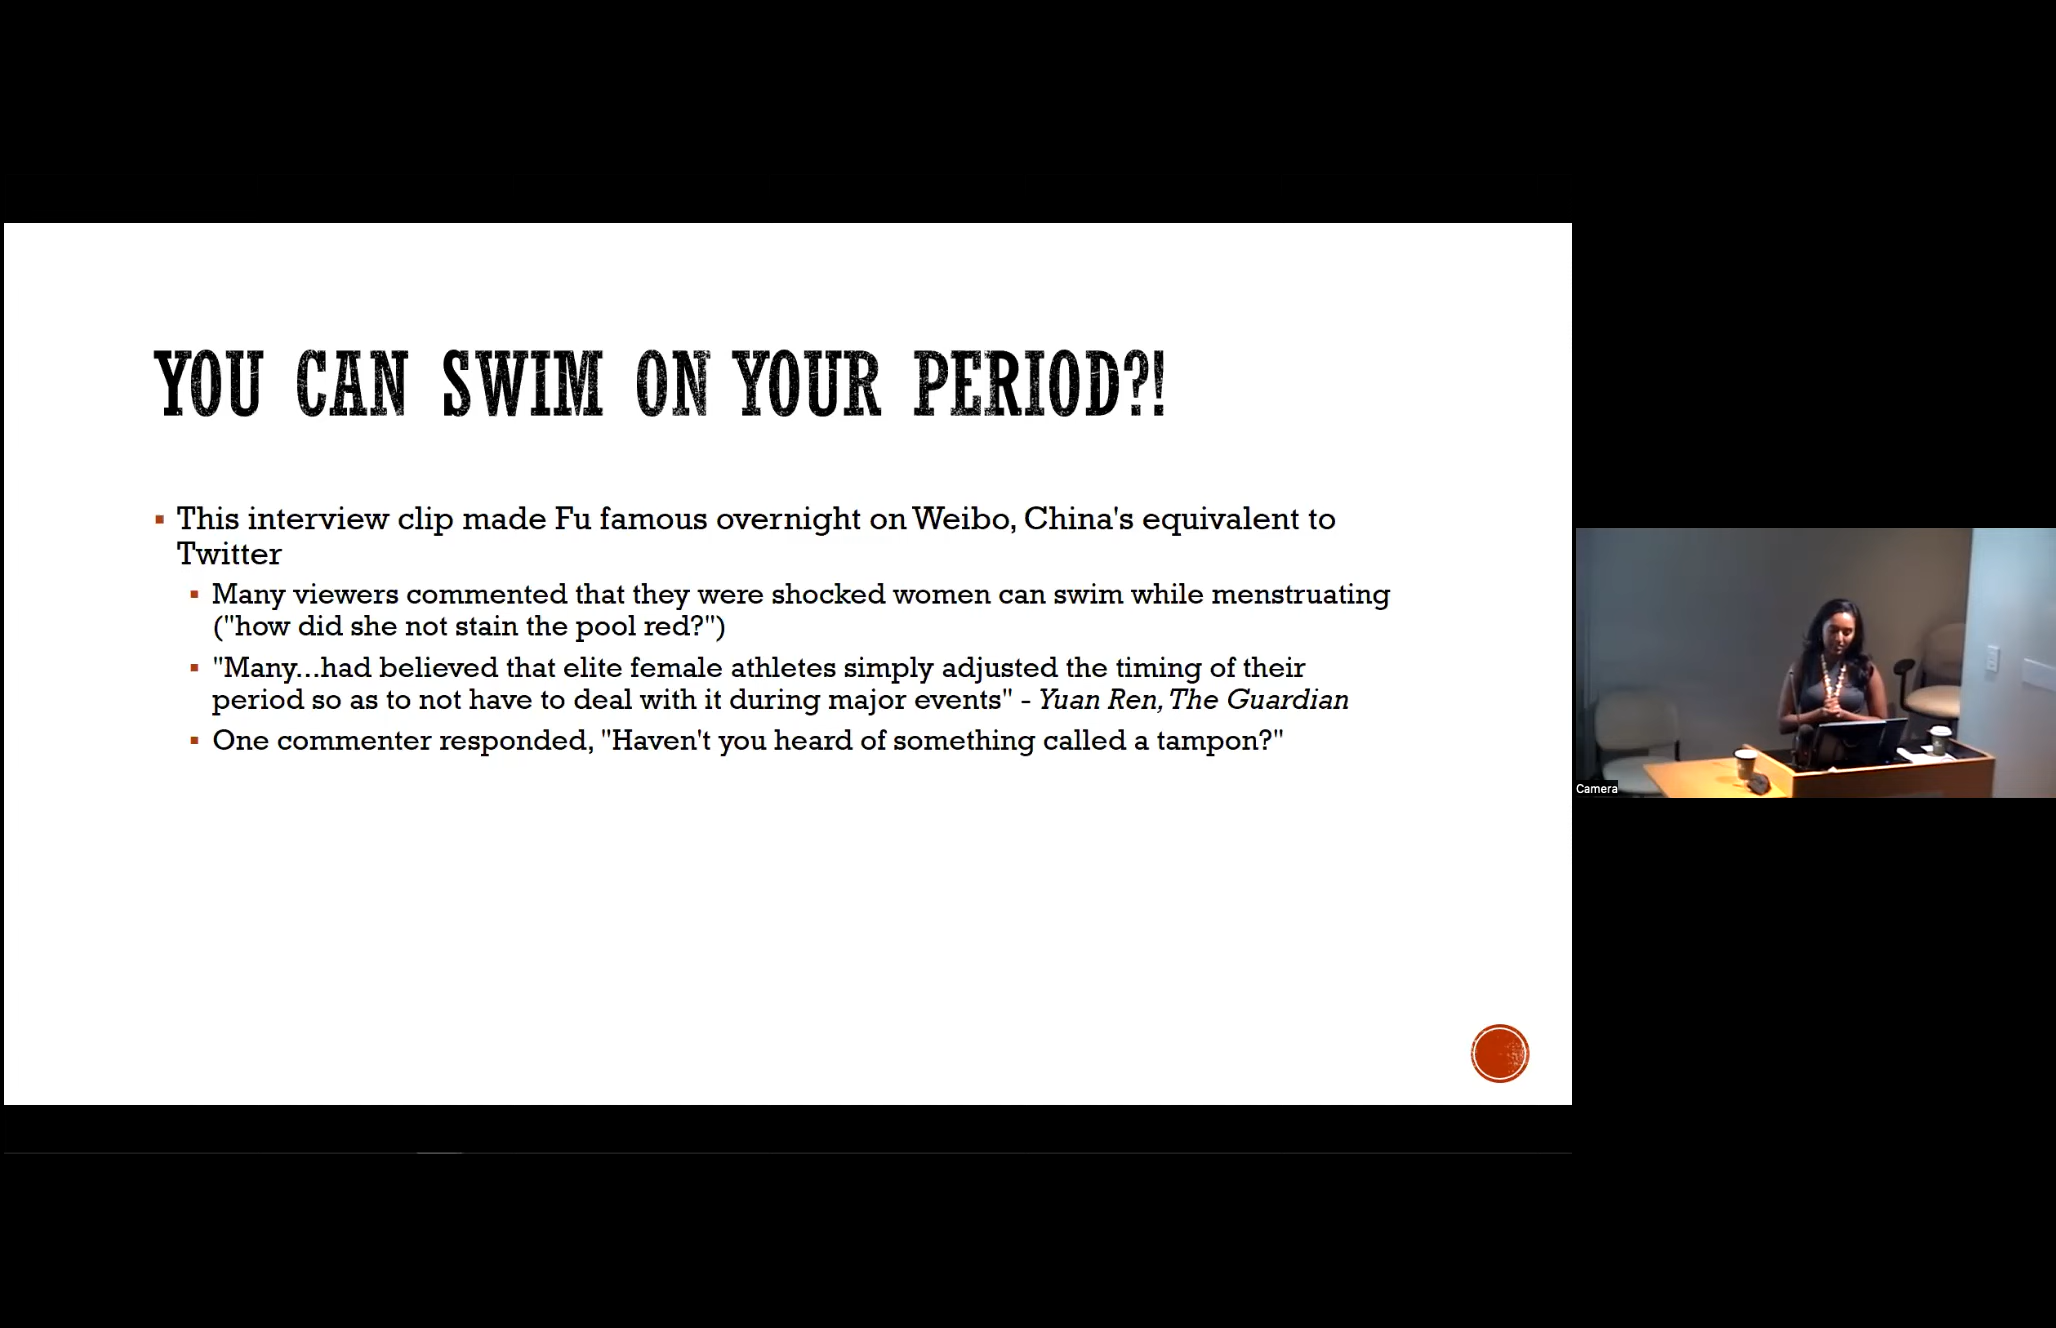 YOU CAN SWIM ON YOUR PERIOD?!
▪ This interview clip made Fu famous overnight on Weibo, China's equivalent to
Twitter
▪ Many viewers commented that they were shocked women can swim while menstruating
("how did she not stain the pool red?")
▪ "Many...had believed that elite female athletes simply adjusted the timing of their
period so as to not have to deal with it during major events" - Yuan Ren, The Guardian
▪ One commenter responded, "Haven't you heard of something called a tampon?"
Camera